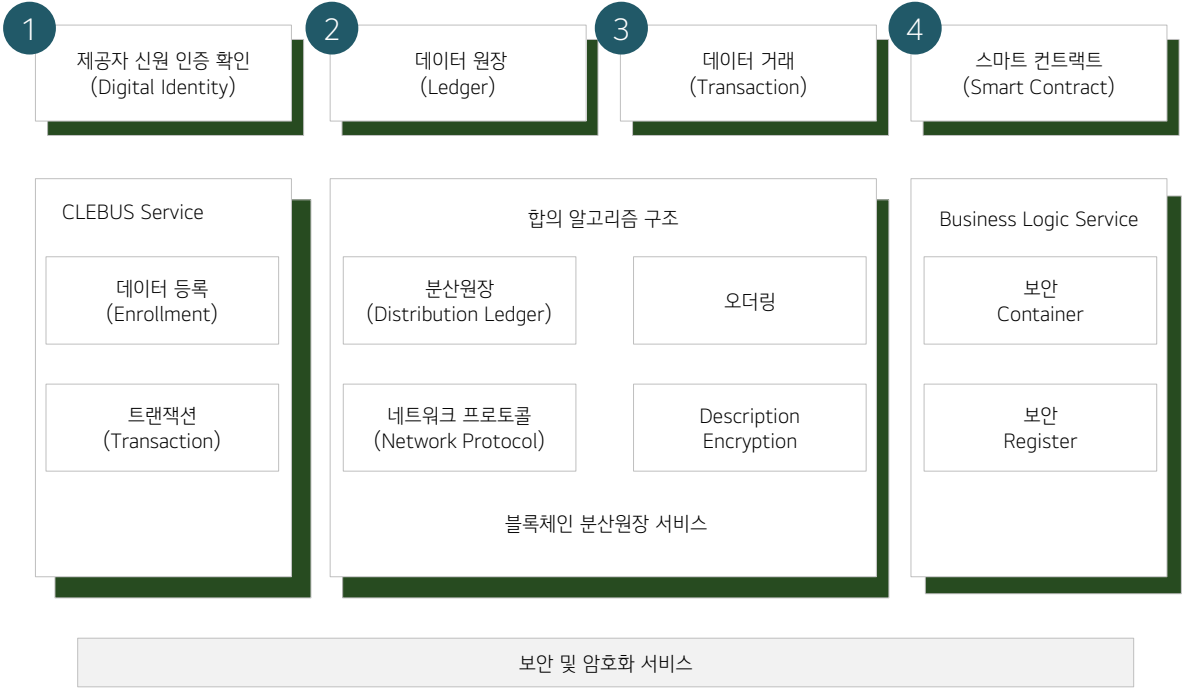 1
제공자 신원 인증 확인
(Digital Identity)
2
데이터 원장
(Ledger)
3
데이터 거래
(Transaction)
4
스마트 컨트랙트
(Smart Contract)
CLEBUS Service
데이터 등록
(Enrollment)
트랜잭션
(Transaction)
합의 알고리즘 구조
분산원장
(Distribution Ledger)
오더링
네트워크 프로토콜
(Network Protocol)
Description
Encryption
블록체인 분산원장 서비스
Business Logic Service
보안
Container
보안
Register
보안 및 암호화 서비스